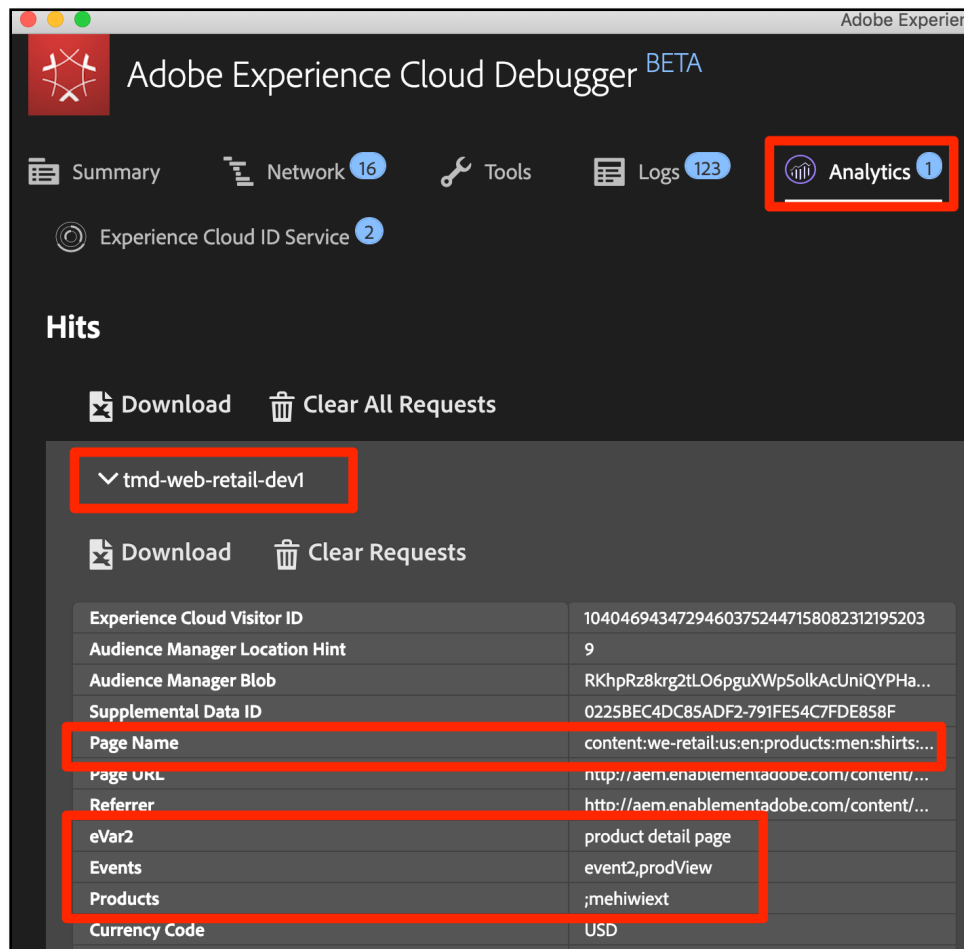 Adobe Experien
Adobe Experience Cloud Debugger BETA
Summary Network 16 Tools Logs 123 Analytics 1
Experience Cloud ID Service 2
Hits
Download Clear All Requests
tmd-web-retail-dev1
Download Clear Requests
Experience Cloud Visitor ID 10404694347294603752447158082312195203
Audience Manager Location Hint 9
Audience Manager Blob RKhpRz8krg2tLO6pguXWp5olkAcUniQYPHa...
Supplemental Data ID 0225BEC4DC85ADF2-791FE54C7FDE858F
Page Name content:we-retail:us:en:products:men:shirts:...
Page URL http://aem.enablementadobe.com/content/...
Referrer http://aem.enablementadobe.com/content/...
eVar2 product detail page
Events event2,prodView
Products ;mehiwiext
Currency Code USD